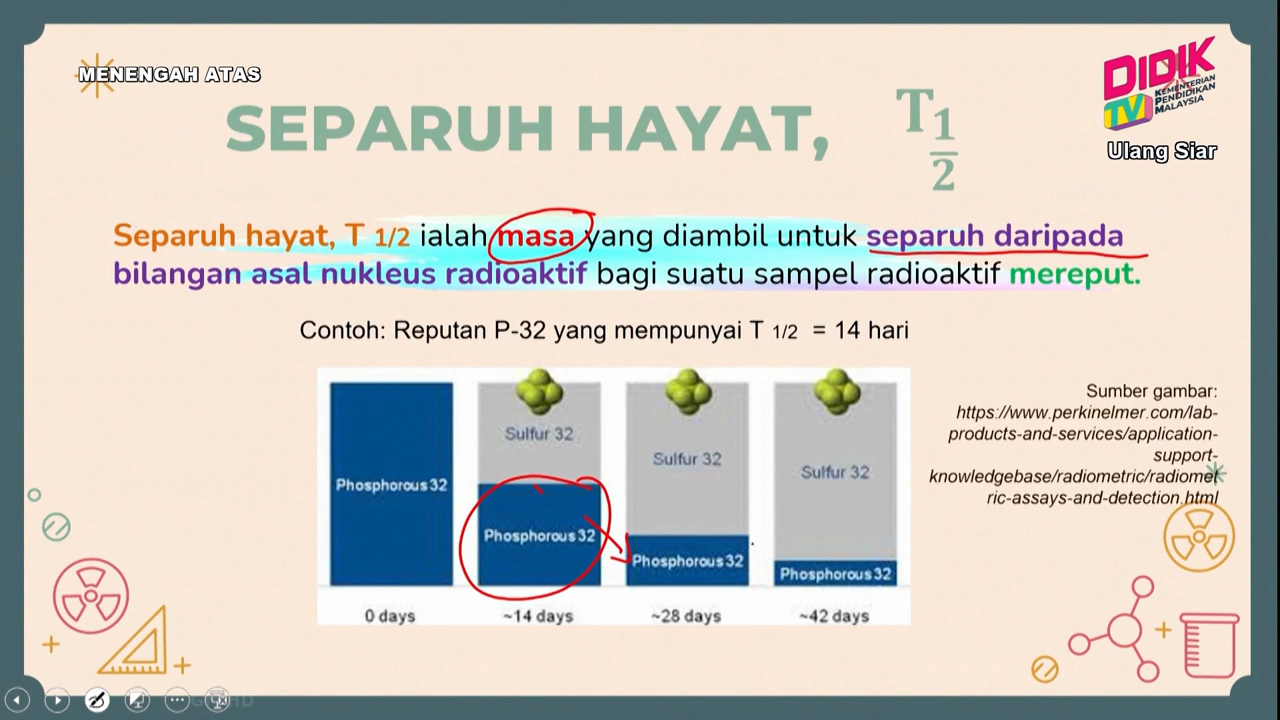 MENENGAH ATAS
DIDIK
TV
KEMENTERIAN
PENDIDIKAN
MALAYSIA
Ulang Siar
SEPARUH HAYAT, T1/2
Separuh hayat, T 1/2 ialah masa yang diambil untuk separuh daripada
bilangan asal nukleus radioaktif bagi suatu sampel radioaktif mereput.
Contoh: Reputan P-32 yang mempunyai T 1/2 = 14 hari
Sulfur 32
Sulfur 32
Sulfur 32
Phosphorous 32
Phosphorous 32
Phosphorous 32
Phosphorous 32
0 days
~14 days
~28 days
~42 days
Sumber gambar:
https://www.perkinelmer.com/lab-
products-and-services/application-
support-
knowledgebase/radiometric/radiomet
ric-assays-and-detection.html